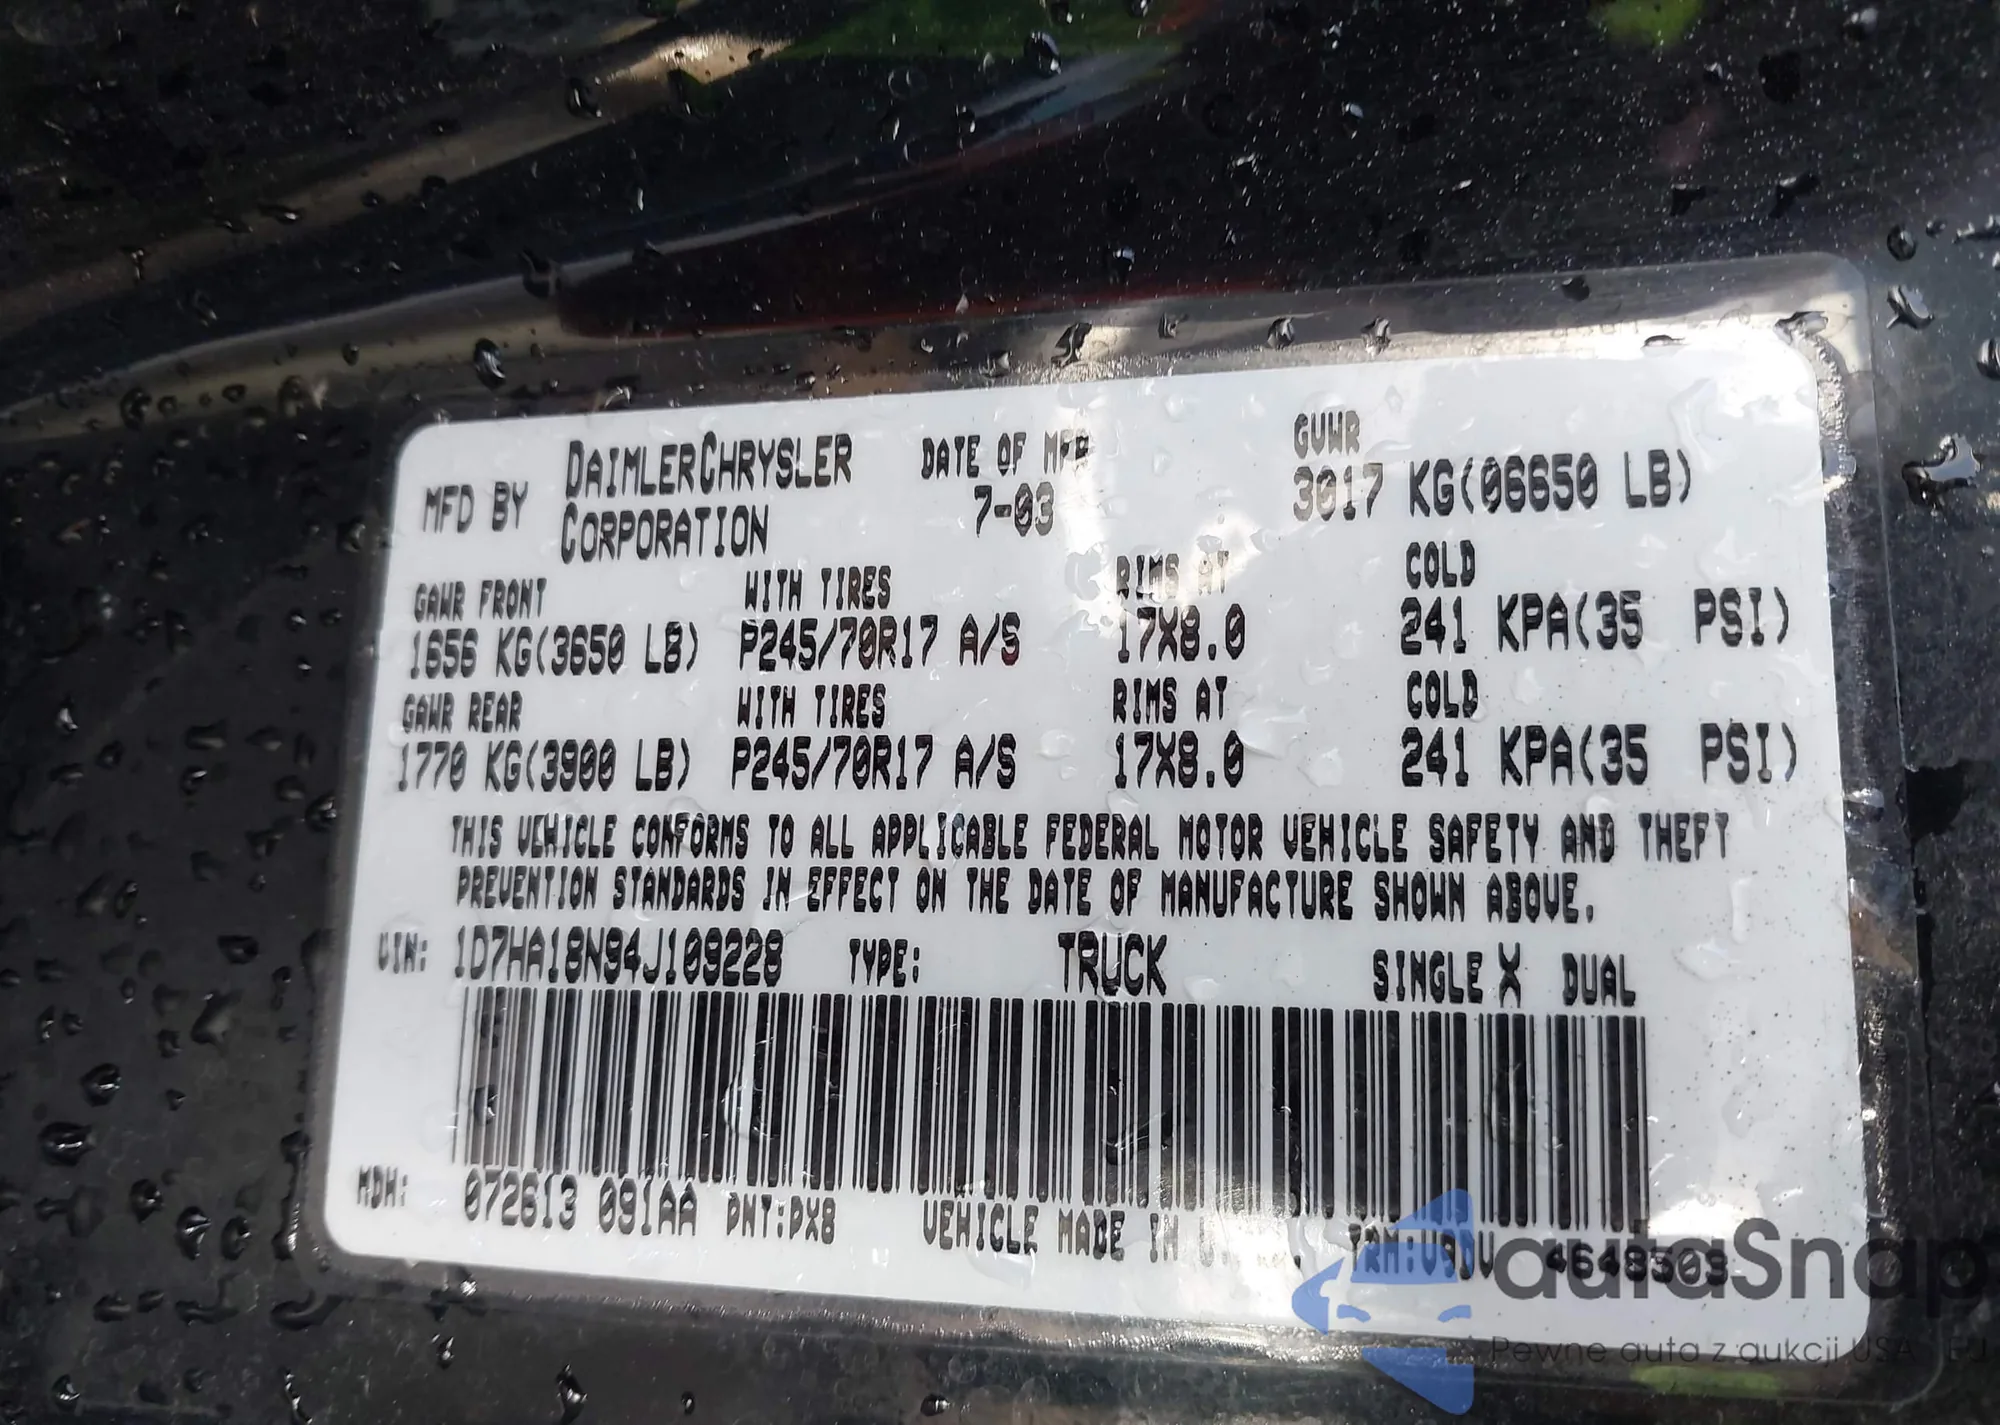 MFD BY DAIMLERCHRYSLER CORPORATION DATE OF MFR 7-03 GVWR 3017 KG(06650 LB)
GAWR FRONT WITH TIRES RIMS AT COLD
1656 KG(3650 LB) P245/70R17 A/S 17X8.0 241 KPA(35 PSI)
GAWR REAR WITH TIRES RIMS AT COLD
1770 KG(3900 LB) P245/70R17 A/S 17X8.0 241 KPA(35 PSI)
THIS VEHICLE CONFORMS TO ALL APPLICABLE FEDERAL MOTOR VEHICLE SAFETY AND THEFT
PREVENTION STANDARDS IN EFFECT ON THE DATE OF MANUFACTURE SHOWN ABOVE.
VIN: 1D7HA18N94J109228 TYPE: TRUCK SINGLE X DUAL
MDH: 072613 091AA PNT:PX8 VEHICLE MADE IN 4648503
autaSnap
Pewne auta z aukcji USA i EU